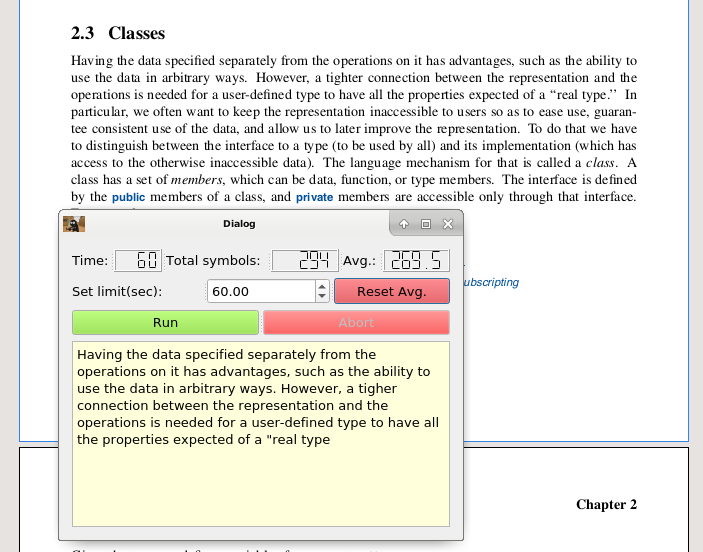 2.3 Classes
Having the data specified separately from the operations on it has advantages, such as the ability to
use the data in arbitrary ways. However, a tighter connection between the representation and the
operations is needed for a user-defined type to have all the properties expected of a “real type.’’ In
particular, we often want to keep the representation inaccessible to users so as to ease use, guaran-
tee consistent use of the data, and allow us to later improve the representation. To do that we have
to distinguish between the interface to a type (to be used by all) and its implementation (which has
access to the otherwise inaccessible data). The language mechanism for that is called a class. A
class has a set of members, which can be data, function, or type members. The interface is defined
by the public members of a class, and private members are accessible only through that interface.
Dialog
Time: 60 Total symbols: 294 Avg.: 269.5
ubscripting
Set limit(sec): 60.00 Reset Avg.
Run Abort
Having the data specified separately from the
operations on it has advantages, such as the ability to
use the data in arbitrary ways. However, a tigher
connection between the representation and the
operations is needed for a user-defined type to have all
the properties expected of a "real type
Chapter 2